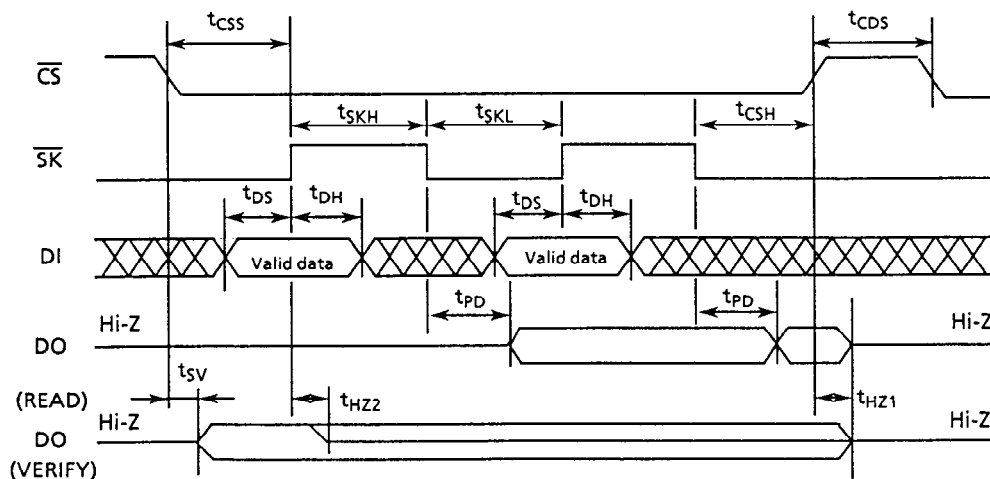 tCSS
tCDS
CS
tSKH
tSKL
tCSH
SK
tDS
tDH
tDS
tDH
DI
Valid data
Valid data
tPD
tPD
Hi-Z
Hi-Z
DO
(READ)
tSV
tHZ2
tHZ1
Hi-Z
Hi-Z
DO
(VERIFY)